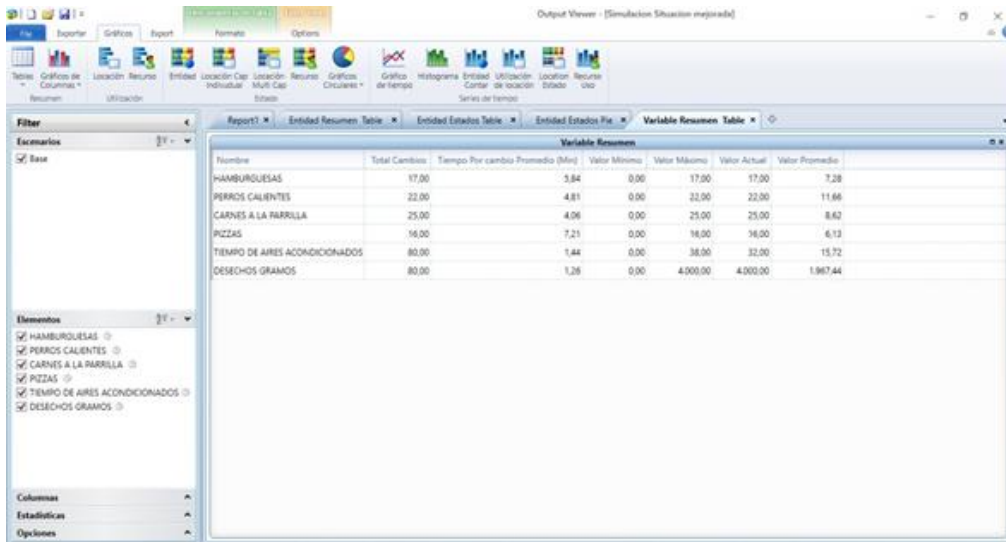 Output Viewer - [Simulacion Situacion mejorada]
File Exporter Gráficos Export Formato Options
Tablas Gráficos de Columnas Locación Recurso Entidad Locación Cap Individual Locación Multi Cap Recurso Gráficos Circulares Gráfico de tiempo Histograma Entidad Contar Utilización de locación Location Estado Recurso Uso
Resumen Utilización Estado Series de tiempo
Filter
Report1 Entidad Resumen Table Entidad Estados Table Entidad Estados Pie Variable Resumen Table
Escenarios
Base
Variable Resumen
Nombre Total Cambios Tiempo Por cambio Promedio (Min) Valor Mínimo Valor Máximo Valor Actual Valor Promedio
HAMBURGUESAS 17,00 5,84 0,00 17,00 17,00 7,28
PERROS CALIENTES 22,00 4,81 0,00 22,00 22,00 11,66
CARNES A LA PARRILLA 25,00 4,06 0,00 25,00 25,00 8,62
PIZZAS 16,00 7,21 0,00 16,00 16,00 6,13
TIEMPO DE AIRES ACONDICIONADOS 80,00 1,44 0,00 38,00 32,00 15,72
DESECHOS GRAMOS 80,00 1,26 0,00 4.000,00 4.000,00 1.967,44
Elementos
HAMBURGUESAS
PERROS CALIENTES
CARNES A LA PARRILLA
PIZZAS
TIEMPO DE AIRES ACONDICIONADOS
DESECHOS GRAMOS
Columnas
Estadísticas
Opciones